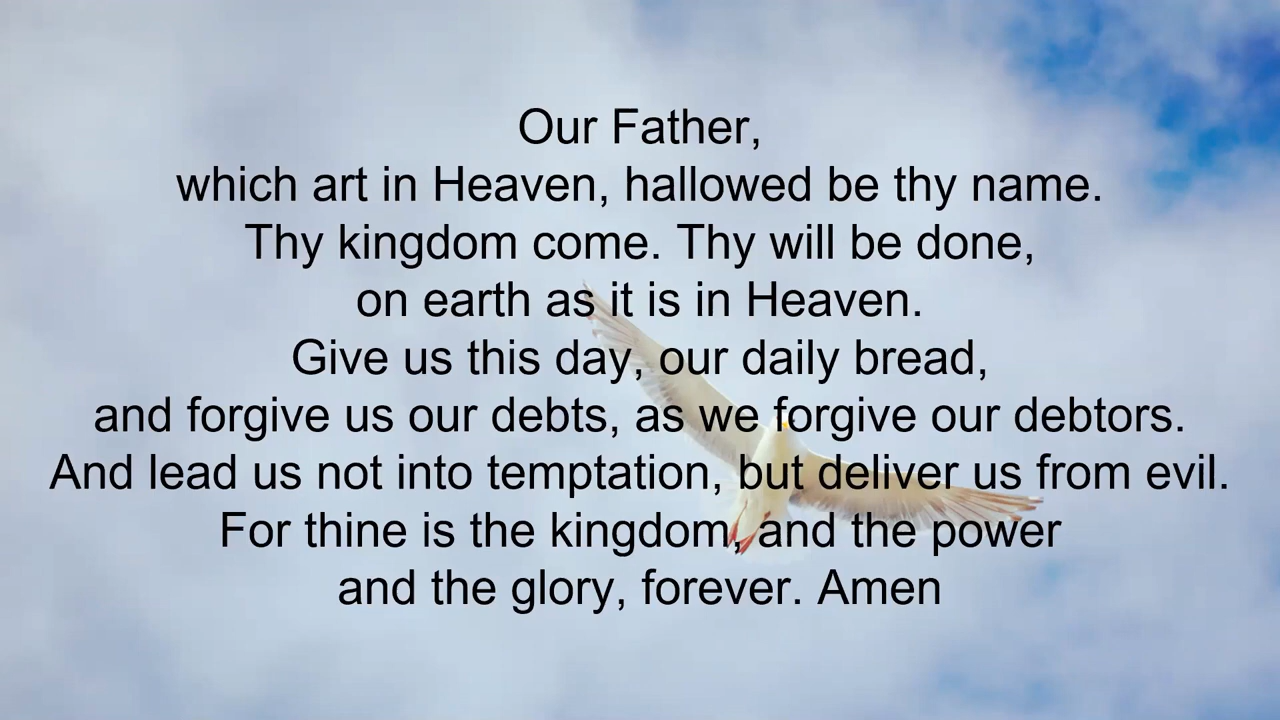 Our Father,
which art in Heaven, hallowed be thy name.
Thy kingdom come. Thy will be done,
on earth as it is in Heaven.
Give us this day, our daily bread,
and forgive us our debts, as we forgive our debtors.
And lead us not into temptation, but deliver us from evil.
For thine is the kingdom, and the power
and the glory, forever. Amen